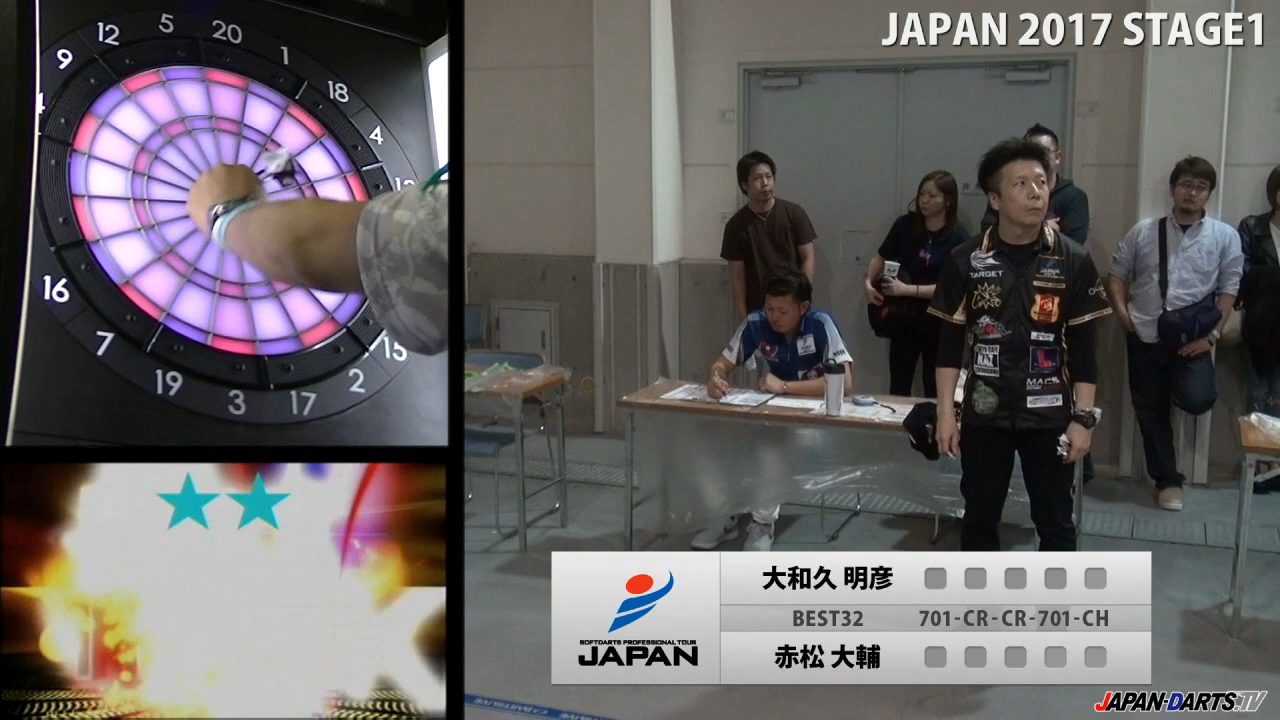 JAPAN 2017 STAGE1
9 12 5 20 1 18 4
16 7 19 3 17 2 15
TARGET
JAPAN
大和久 明彦
BEST32 701-CR-CR-701-CH
赤松 大輔
SOFTDARTS PROFESSIONAL TOUR
JAPAN
JAPAN-DARTS.TV